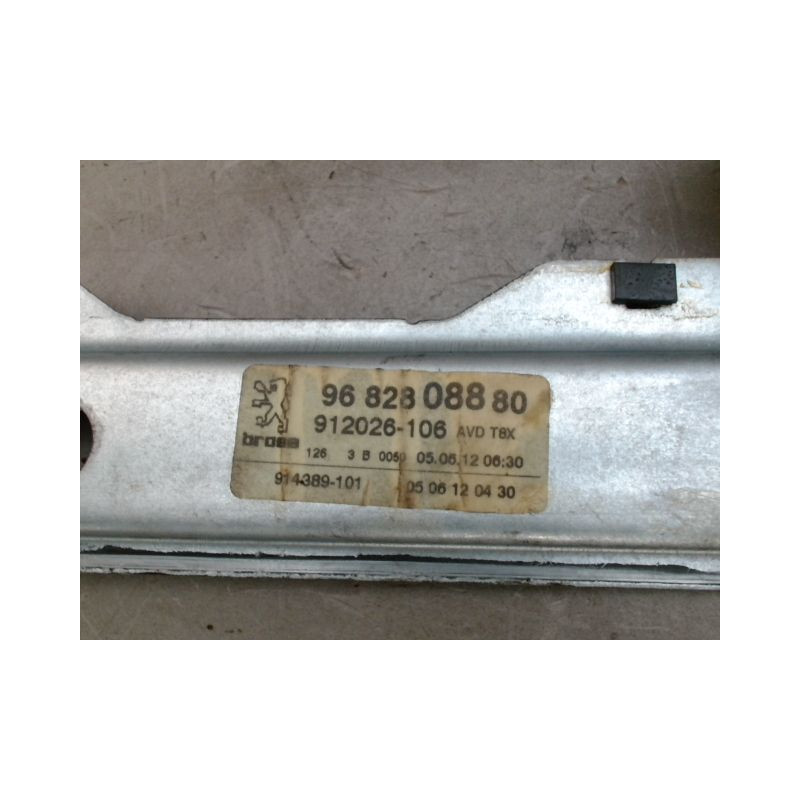 96 828 088 80
brose
912026-106 AVD T8X
126 3 B 0050 05.06.12 06:30
914389-101 05 06 12 04 30